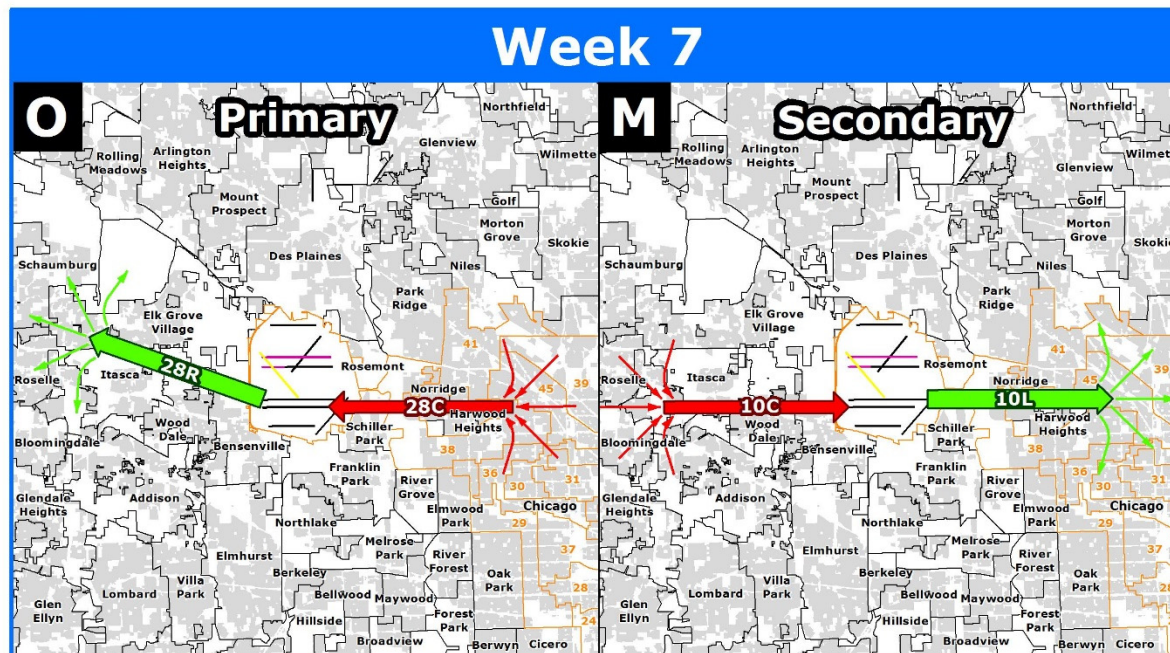 Week 7
O
Primary
Northfield
Glenview
Wilmette
Arlington
Heights
Rolling
Meadows
Mount
Prospect
Golf
Morton
Grove
Skokie
Des Plaines
Niles
Schaumburg
Park
Ridge
Elk Grove
Village
41
28R
Rosemont
Roselle
Itasca
Norridge
45
39
28C
Harwood
Heights
Wood
Dale
Schiller
Park
Bensenville
Bloomingdale
38
36
31
30
Franklin
Park
River
Grove
Glendale
Heights
Addison
Elmwood
Park
Chicago
Northlake
29
Melrose
Park
Elmhurst
River
Forest
37
Berkeley
Oak
Park
Villa
Park
Lombard
Bellwood
Maywood
28
Glen
Ellyn
Hillside
Forest
Park
24
Broadview
Berwyn
Cicero
M
Secondary
Northfield
Glenview
Wilmet
Arlington
Heights
Rolling
Meadows
Mount
Prospect
Golf
Morton
Grove
Skokie
Des Plaines
Niles
Schaumburg
Park
Ridge
Elk Grove
Village
41
Rosemont
Roselle
Itasca
Norridge
45
39
10C
10L
Harwood
Heights
Wood
Dale
Schiller
Park
Bensenville
Bloomingdale
38
36
31
30
Franklin
Park
River
Grove
Glendale
Heights
Addison
Elmwood
Park
Chicago
Northlake
29
Melrose
Park
Elmhurst
River
Forest
37
Berkeley
Oak
Park
Villa
Park
Lombard
Bellwood
Maywood
28
Glen
Ellyn
Hillside
Forest
Park
Broadview
Berwyn
Cicero